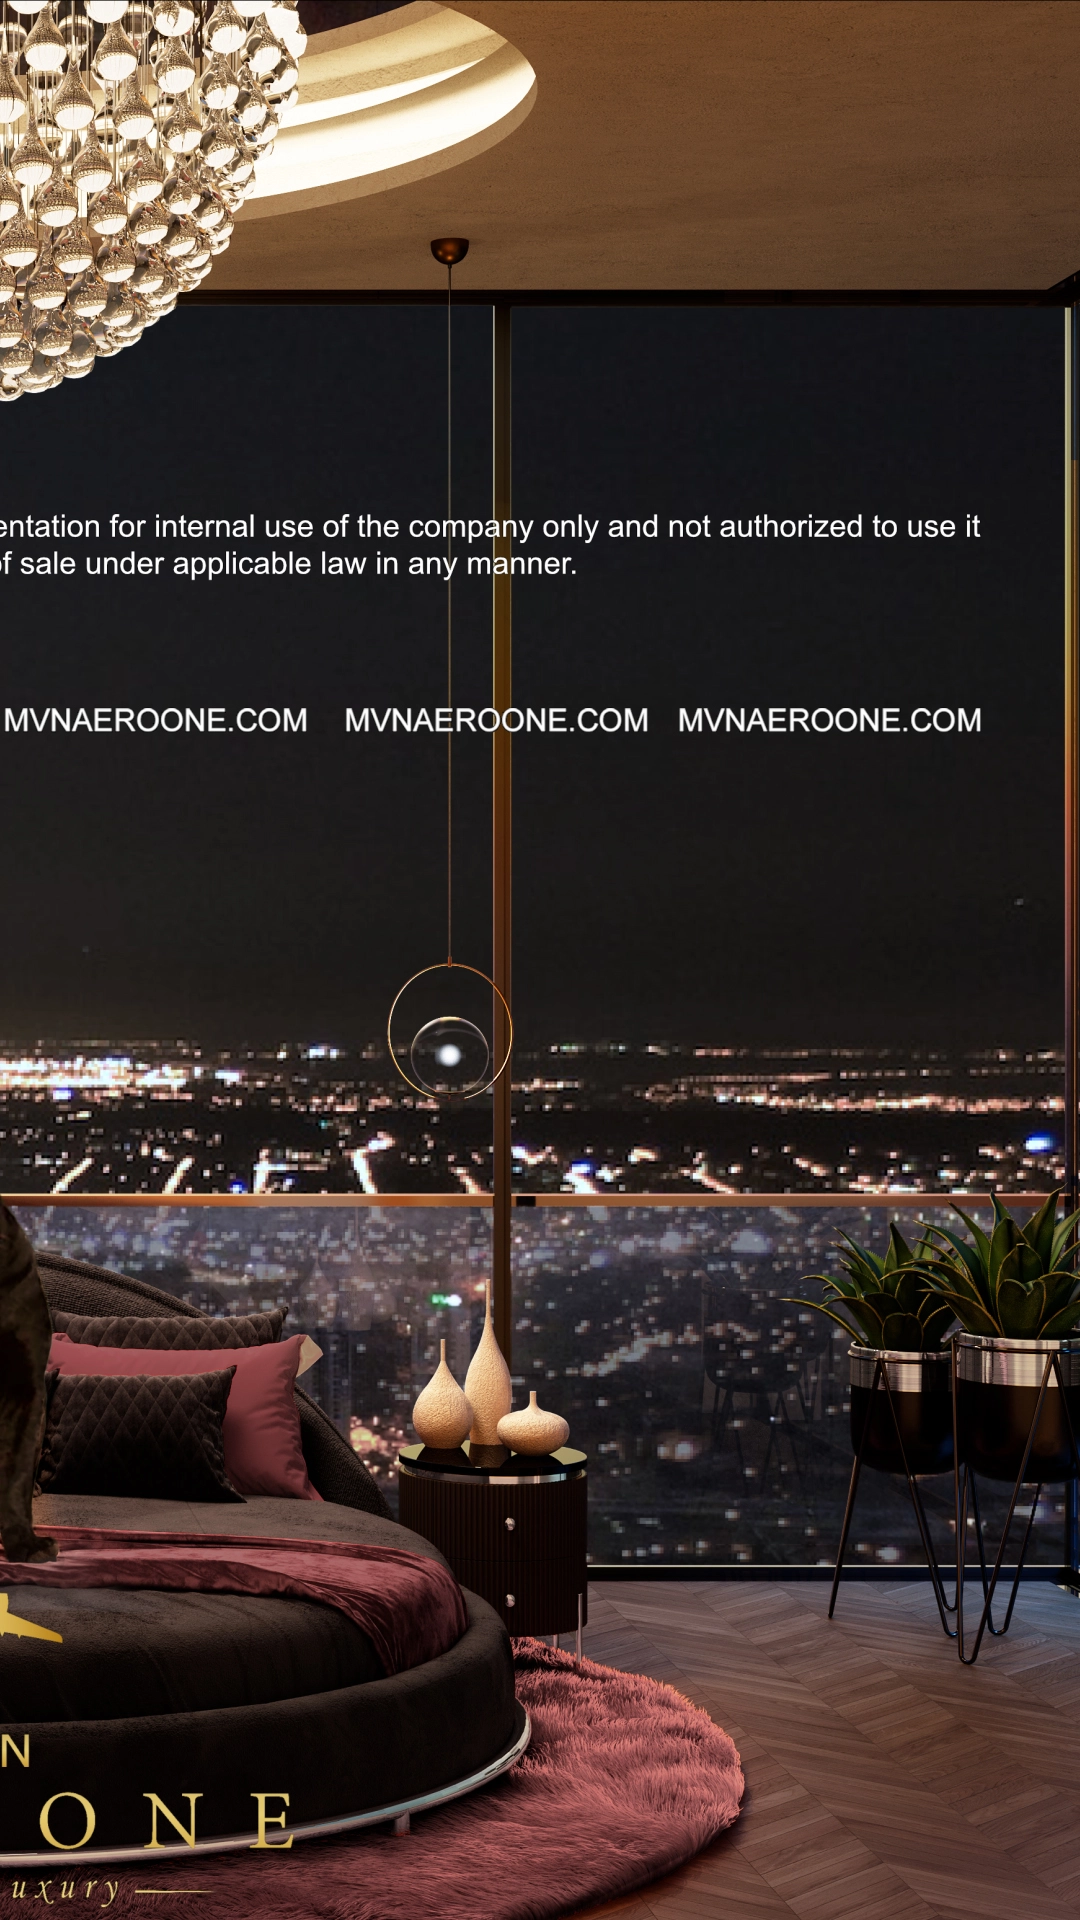 entation for internal use of the company only and not authorized to use it
of sale under applicable law in any manner.
MVNAEROONE.COM MVNAEROONE.COM MVNAEROONE.COM
N
ONE
uxury